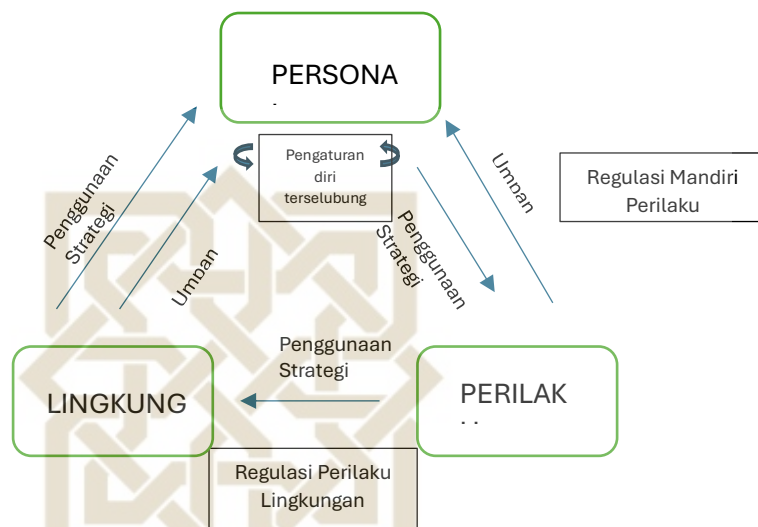 PERSONA
Pengaturan
diri
terselubung
Penggunaan
Strategi
Umpan
Penggunaan
Strategi
Umpan
Regulasi Mandiri
Perilaku
Penggunaan
Strategi
LINGKUNG
PERILAK
Regulasi Perilaku
Lingkungan